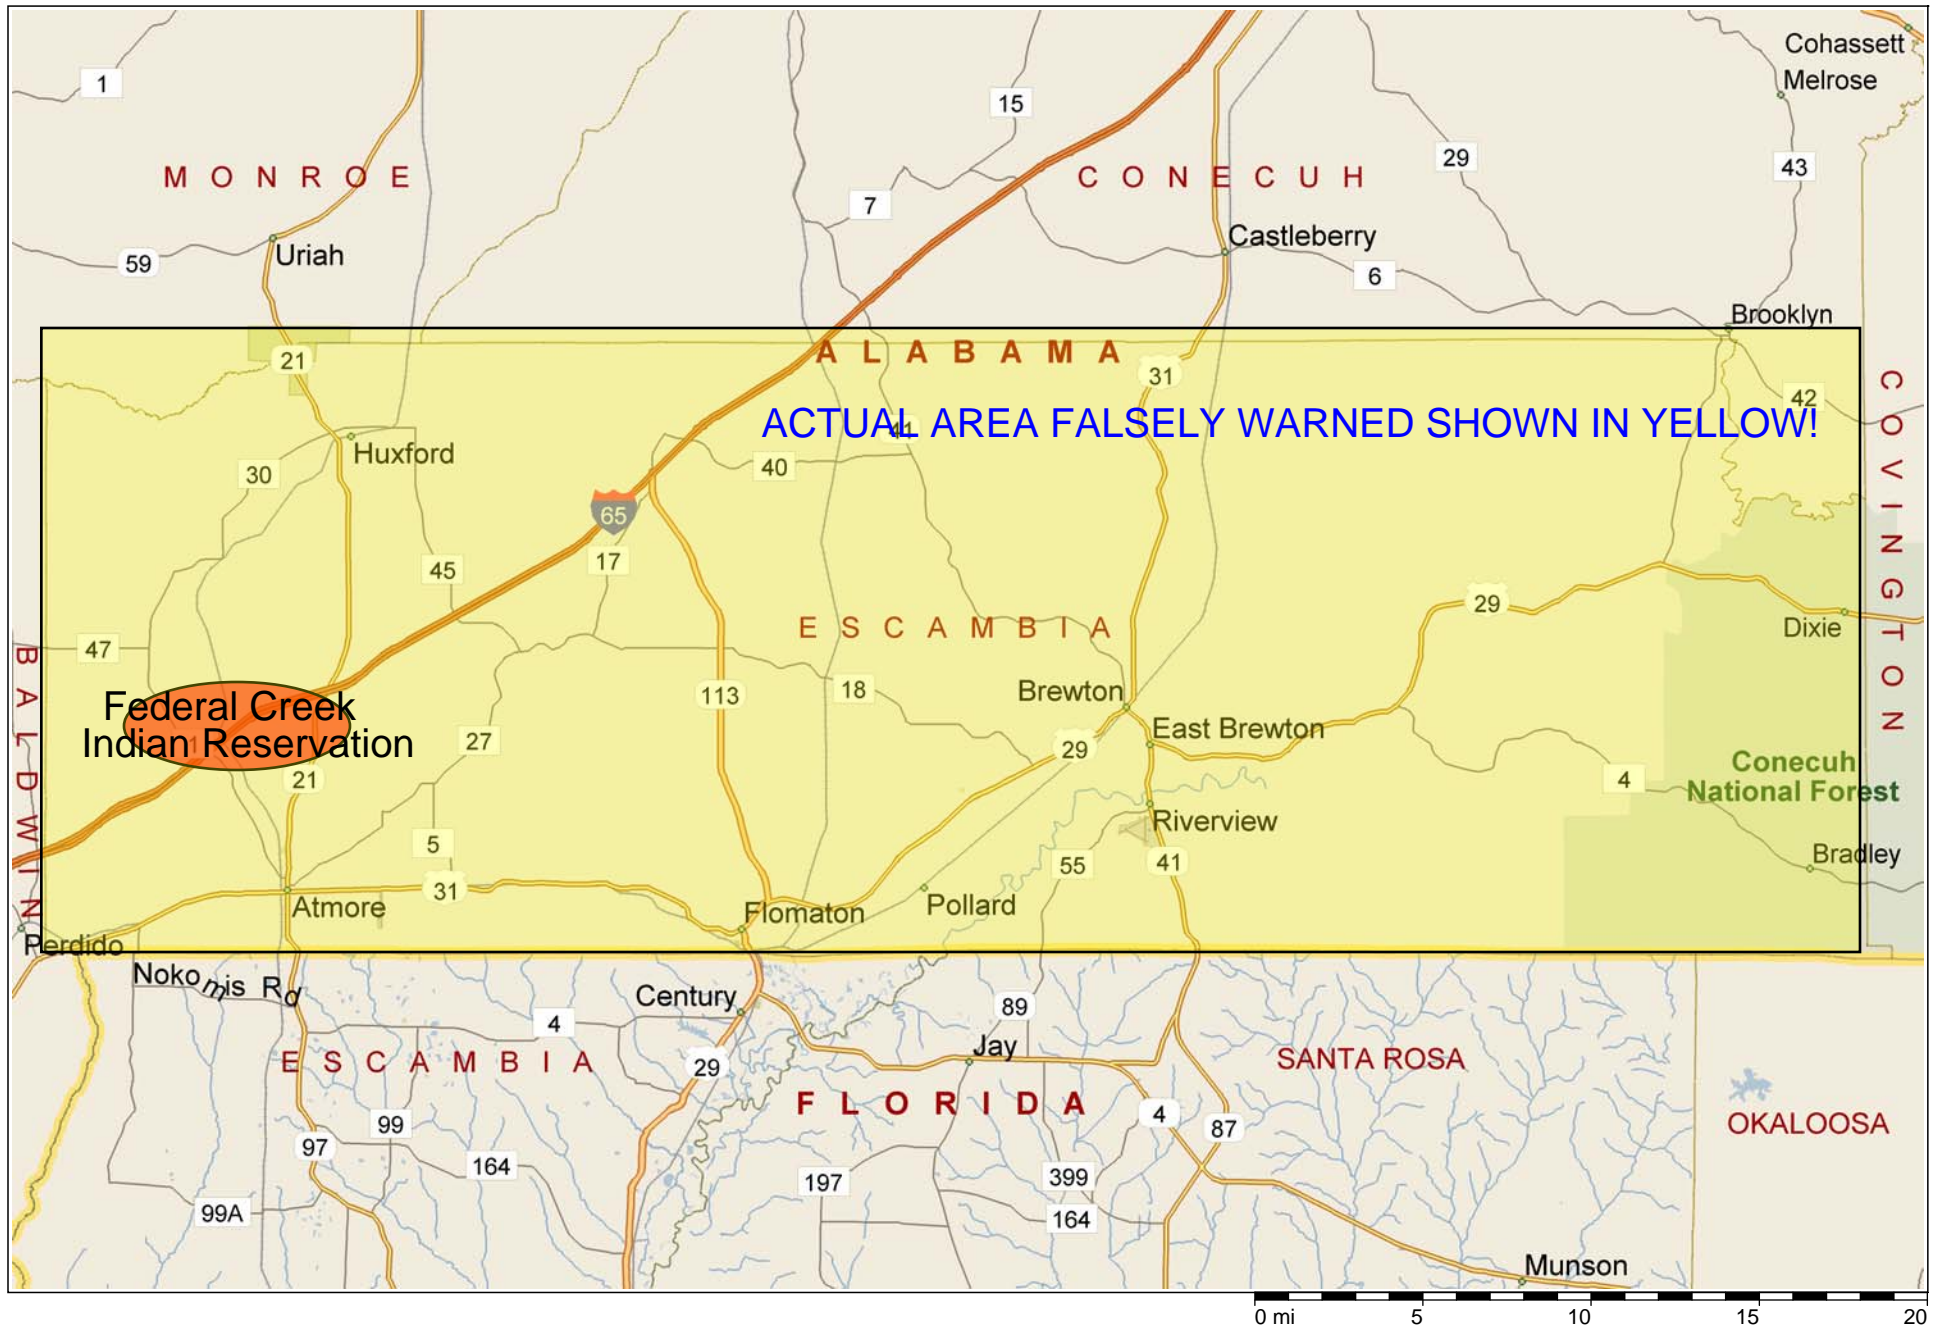 Cohassett
Melrose
1
15
29
43
MONROE
CONECUH
7
Uriah
59
Castleberry
6
Brooklyn
ALABAMA
21
31
42
COVINGTON
ACTUAL AREA FALSELY WARNED SHOWN IN YELLOW!
41
Huxford
30
40
65
17
45
29
ESCAMBIA
Dixie
47
BALDWIN
113
18
Brewton
Federal Creek
Indian Reservation
1
27
29
East Brewton
21
4
Conecuh
National Forest
5
Riverview
55
41
Bradley
31
Atmore
Flomaton
Pollard
Perdido
Nokomis Rd
Century
89
4
Jay
ESCAMBIA
29
SANTA ROSA
FLORIDA
OKALOOSA
99
4
87
97
164
197
399
99A
164
Munson
0 mi 5 10 15 20